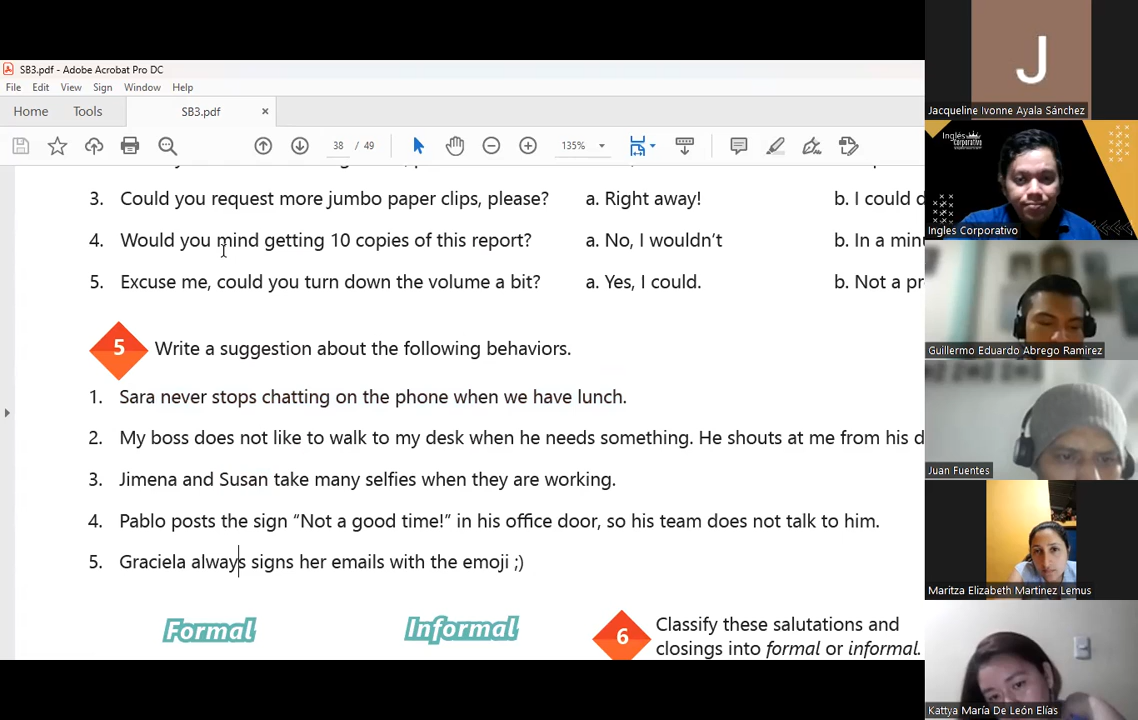 SB3.pdf - Adobe Acrobat Pro DC
File Edit View Sign Window Help
Home Tools SB3.pdf ×
38 / 49 135%
3. Could you request more jumbo paper clips, please? a. Right away! b. I could d
4. Would you mind getting 10 copies of this report? a. No, I wouldn't b. In a minu
5. Excuse me, could you turn down the volume a bit? a. Yes, I could. b. Not a pr
5 Write a suggestion about the following behaviors.
1. Sara never stops chatting on the phone when we have lunch.
2. My boss does not like to walk to my desk when he needs something. He shouts at me from his d
3. Jimena and Susan take many selfies when they are working.
4. Pablo posts the sign “Not a good time!” in his office door, so his team does not talk to him.
5. Graciela always signs her emails with the emoji ;)
Formal Informal
6 Classify these salutations and
closings into formal or informal.
J
Jacqueline Ivonne Ayala Sánchez
Inglés
Corporativo
Ingles Corporativo
Guillermo Eduardo Abrego Ramirez
Juan Fuentes
Maritza Elizabeth Martinez Lemus
Kattya María De León Elías